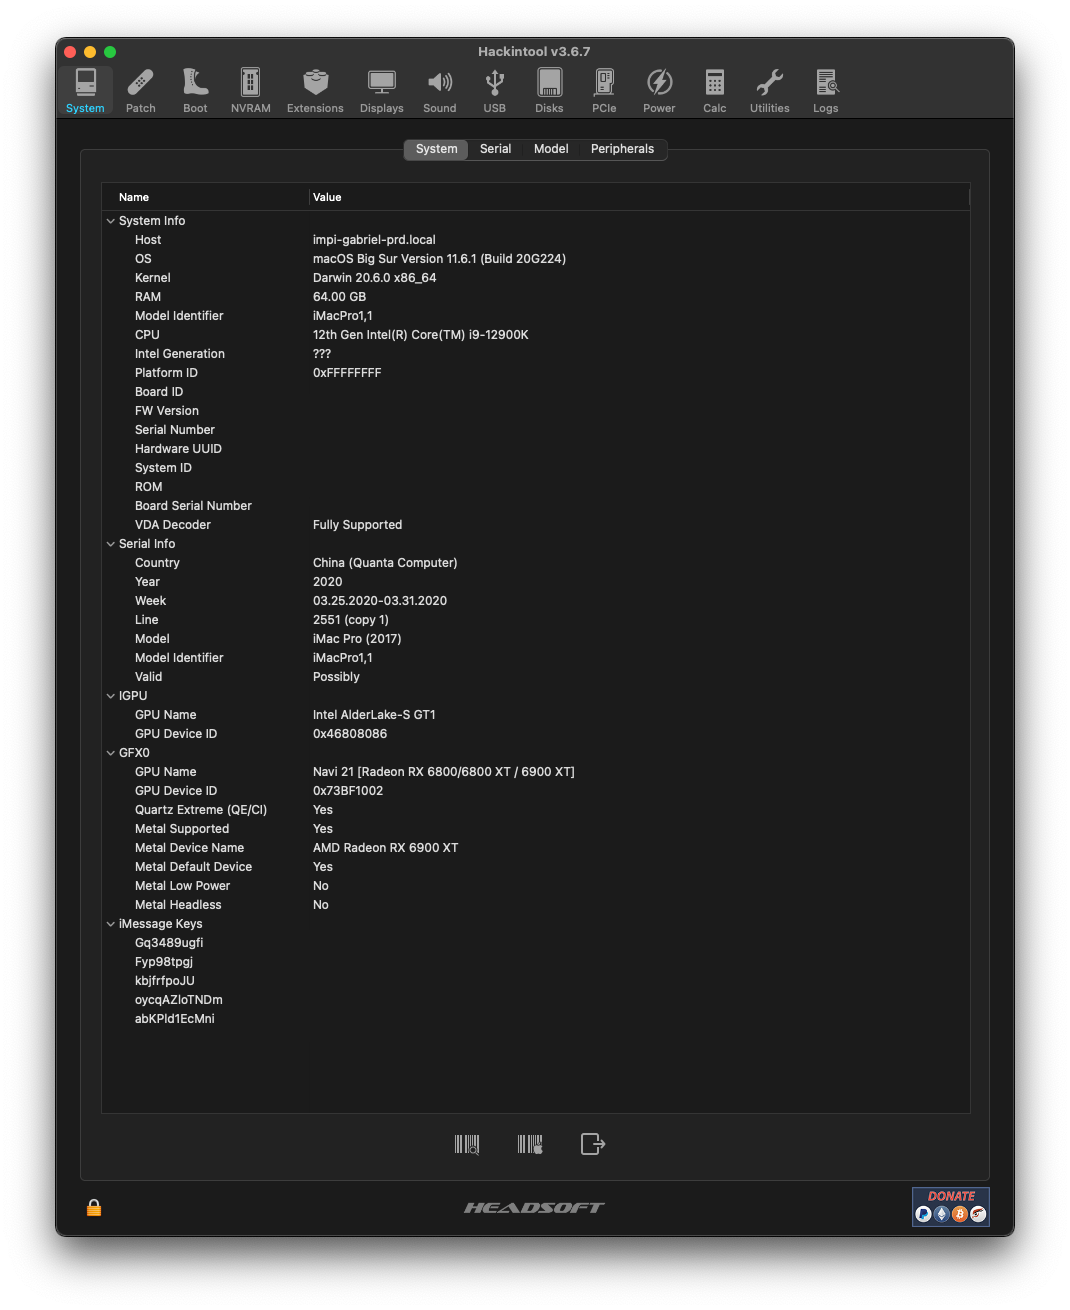 Hackintool v3.6.7
System Patch Boot NVRAM Extensions Displays Sound USB Disks PCIe Power Calc Utilities Logs
System Serial Model Peripherals
Name Value
System Info
Host impi-gabriel-prd.local
OS macOS Big Sur Version 11.6.1 (Build 20G224)
Kernel Darwin 20.6.0 x86_64
RAM 64.00 GB
Model Identifier iMacPro1,1
CPU 12th Gen Intel(R) Core(TM) i9-12900K
Intel Generation ???
Platform ID 0xFFFFFFFF
Board ID
FW Version
Serial Number
Hardware UUID
System ID
ROM
Board Serial Number
VDA Decoder Fully Supported
Serial Info
Country China (Quanta Computer)
Year 2020
Week 03.25.2020-03.31.2020
Line 2551 (copy 1)
Model iMac Pro (2017)
Model Identifier iMacPro1,1
Valid Possibly
IGPU
GPU Name Intel AlderLake-S GT1
GPU Device ID 0x46808086
GFX0
GPU Name Navi 21 [Radeon RX 6800/6800 XT / 6900 XT]
GPU Device ID 0x73BF1002
Quartz Extreme (QE/CI) Yes
Metal Supported Yes
Metal Device Name AMD Radeon RX 6900 XT
Metal Default Device Yes
Metal Low Power No
Metal Headless No
iMessage Keys
Gq3489ugfi
Fyp98tpgj
kbjfrfpoJU
oycqAZloTNDm
abKPld1EcMni
HEADSOFT
DONATE